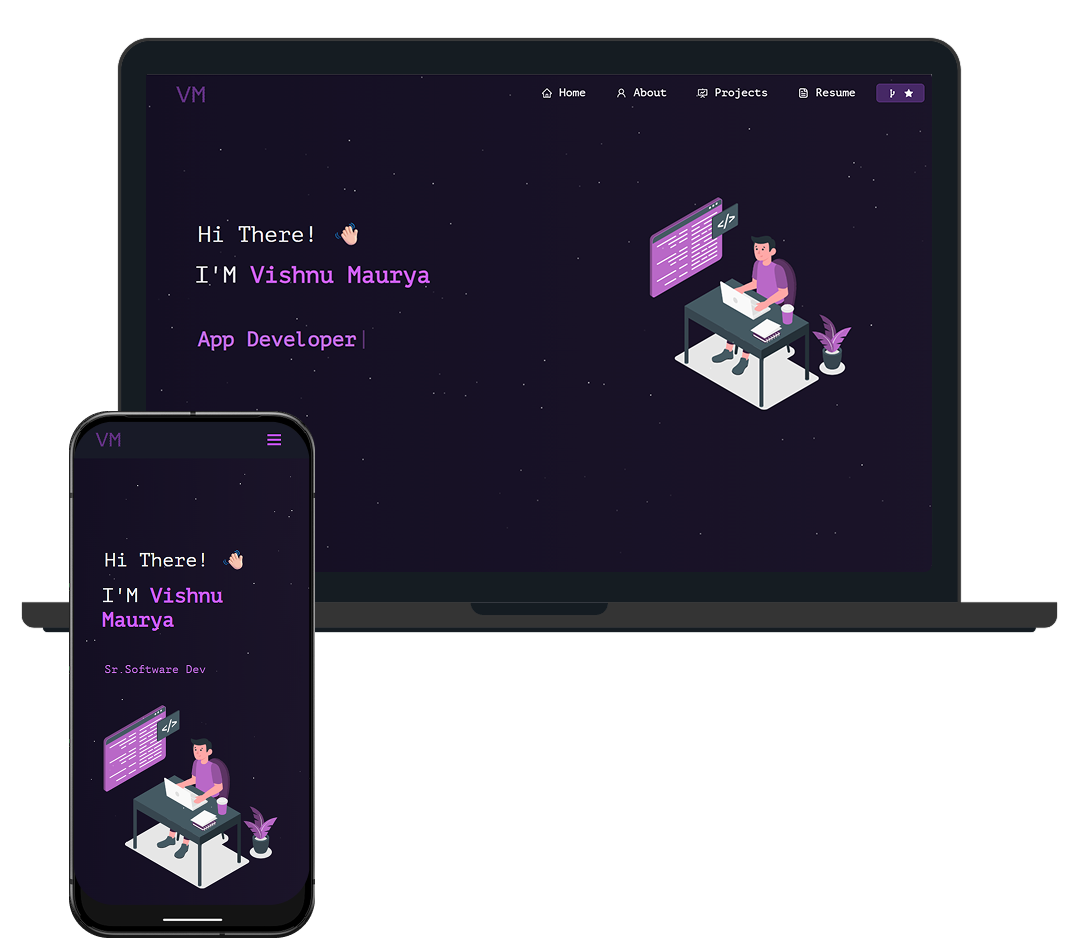 VM
Home
About
Projects
Resume
Hi There!
I'M Vishnu Maurya
App Developer
</>
VM
Hi There!
I'M Vishnu
Maurya
Sr.Software Dev
</>